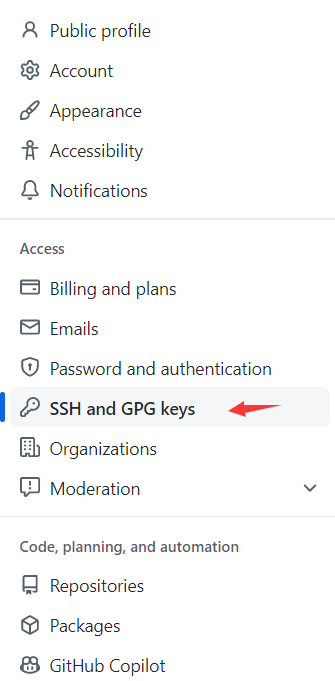 Public profile
Account
Appearance
Accessibility
Notifications
Access
Billing and plans
Emails
Password and authentication
SSH and GPG keys
Organizations
Moderation
Code, planning, and automation
Repositories
Packages
GitHub Copilot